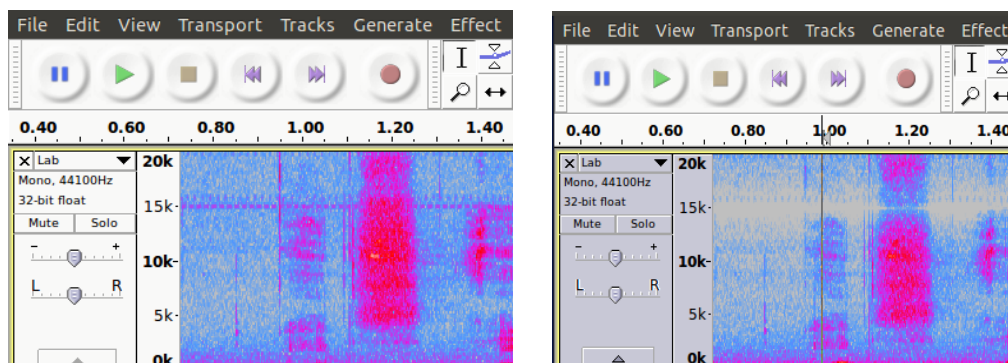 File Edit View Transport Tracks Generate Effect
0.40 0.60 0.80 1.00 1.20 1.40
X Lab
Mono, 44100Hz
32-bit float
Mute Solo
- +
L R
20k
15k
10k
5k
0k
File Edit View Transport Tracks Generate Effect
0.40 0.60 0.80 1.00 1.20 1.40
X Lab
Mono, 44100Hz
32-bit float
Mute Solo
- +
L R
20k
15k
10k
5k
0k